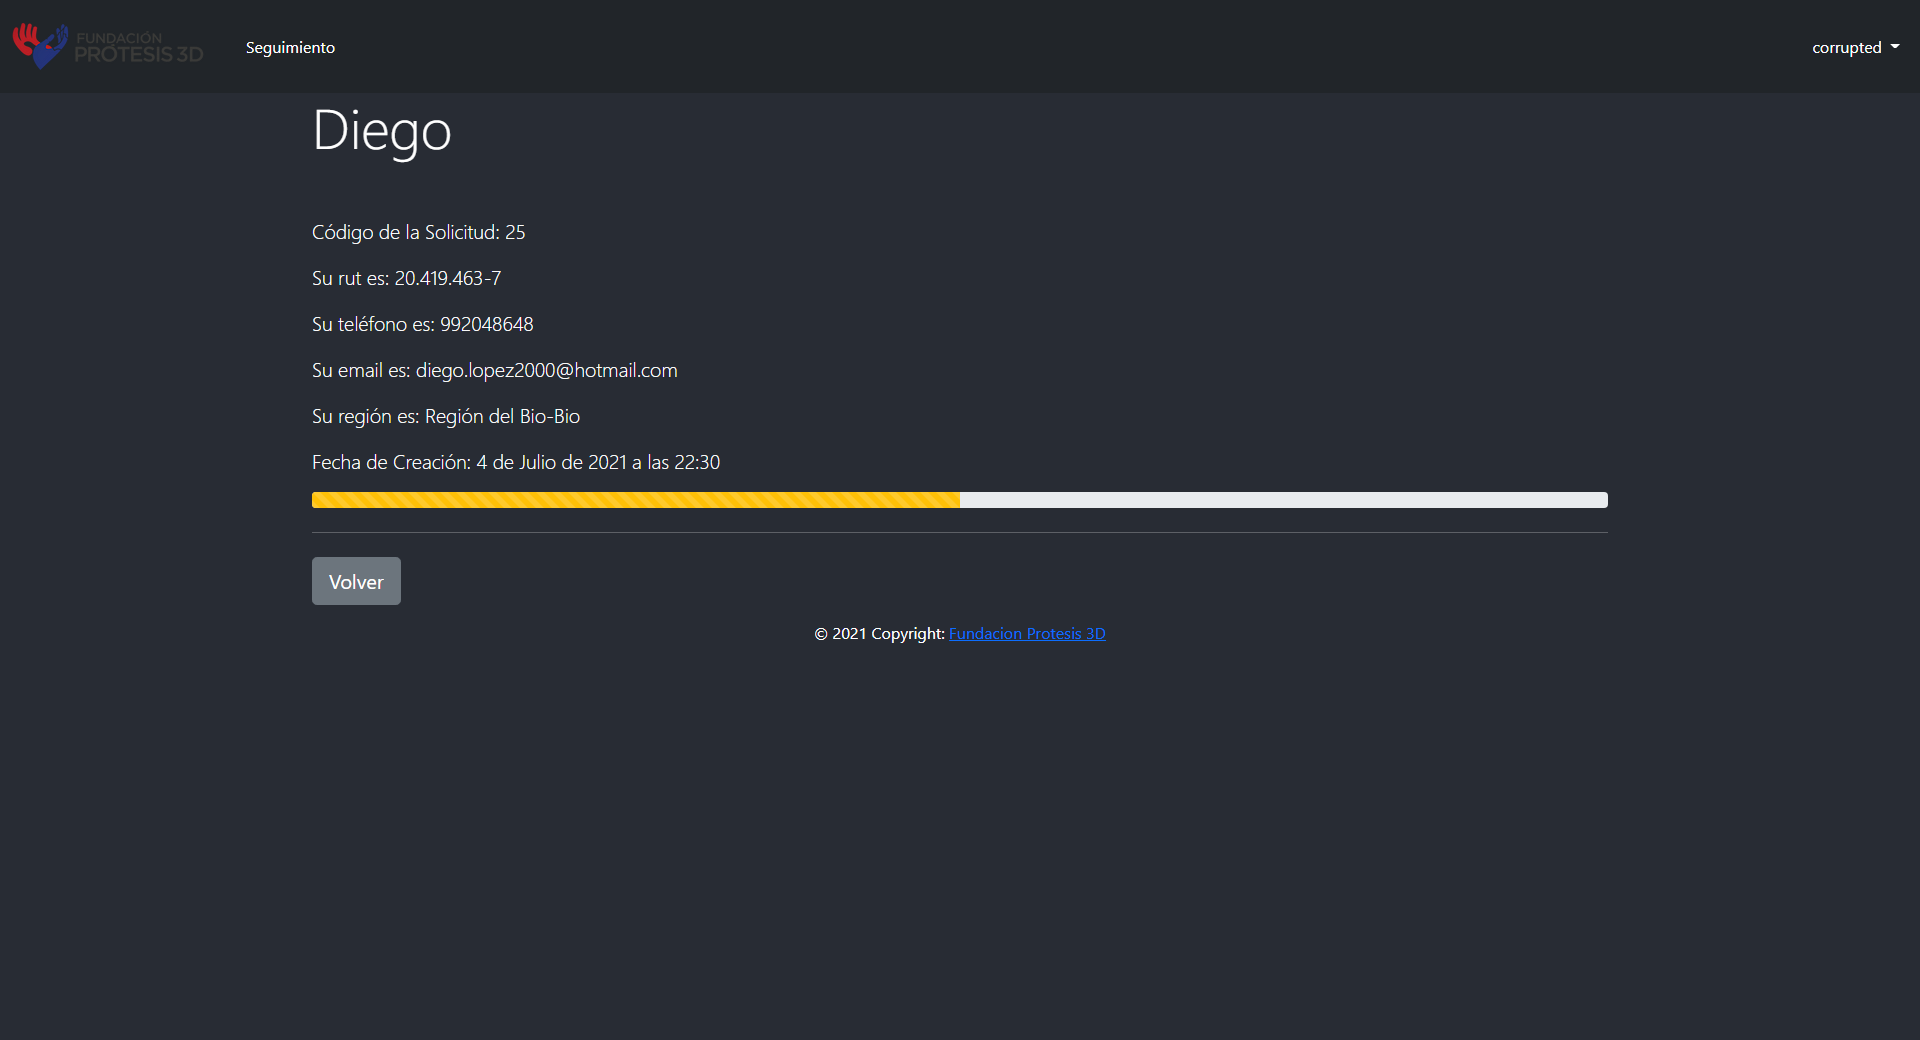 FUNDACIÓN
PRÓTESIS 3D
Seguimiento
corrupted
Diego
Código de la Solicitud: 25
Su rut es: 20.419.463-7
Su teléfono es: 992048648
Su email es: diego.lopez2000@hotmail.com
Su región es: Región del Bio-Bio
Fecha de Creación: 4 de Julio de 2021 a las 22:30
Volver
© 2021 Copyright: Fundacion Protesis 3D